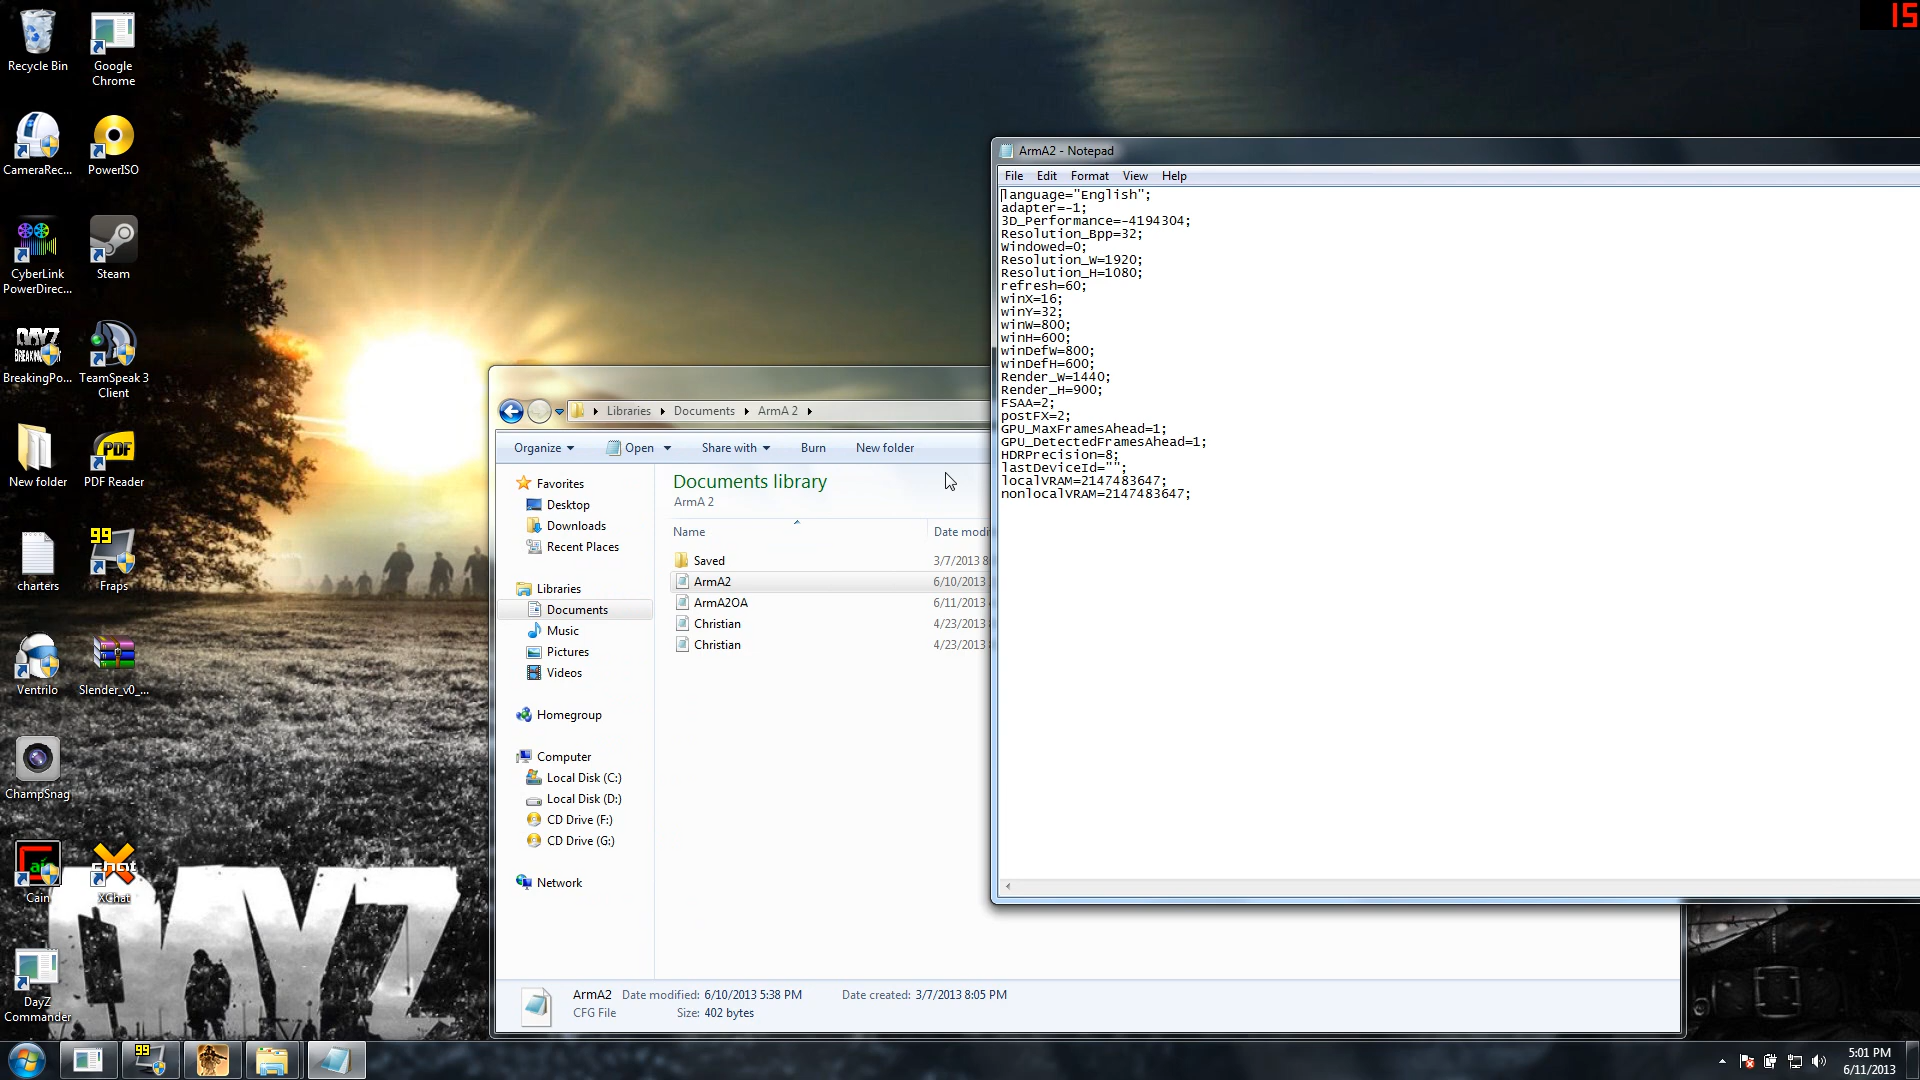 15
Recycle Bin
Google
Chrome
CameraRec...
PowerISO
CyberLink
PowerDirec...
Steam
DAYZ
BreakingPo...
TeamSpeak 3
Client
New folder
PDF
PDF Reader
charters
99
Fraps
Ventrilo
Slender_v0_...
ChampSnag
Cain
chat
XChat
DayZ
Commander
DAYZ
Libraries
Documents
ArmA 2
Organize
Open
Share with
Burn
New folder
Favorites
Desktop
Downloads
Recent Places
Libraries
Documents
Music
Pictures
Videos
Homegroup
Computer
Local Disk (C:)
Local Disk (D:)
CD Drive (F:)
CD Drive (G:)
Network
Documents library
ArmA 2
Name
Date modi
Saved
3/7/2013 8:
ArmA2
6/10/2013
ArmA2OA
6/11/2013
Christian
4/23/2013
Christian
4/23/2013
ArmA2 Date modified: 6/10/2013 5:38 PM Date created: 3/7/2013 8:05 PM
CFG File Size: 402 bytes
ArmA2 - Notepad
File Edit Format View Help
language="English";
adapter=-1;
3D_Performance=-4194304;
Resolution_Bpp=32;
Windowed=0;
Resolution_W=1920;
Resolution_H=1080;
refresh=60;
winX=16;
winY=32;
winW=800;
winH=600;
winDefW=800;
winDefH=600;
Render_W=1440;
Render_H=900;
FSAA=2;
postFX=2;
GPU_MaxFramesAhead=1;
GPU_DetectedFramesAhead=1;
HDRPrecision=8;
lastDeviceId="";
localVRAM=2147483647;
nonlocalVRAM=2147483647;
99
5:01 PM
6/11/2013